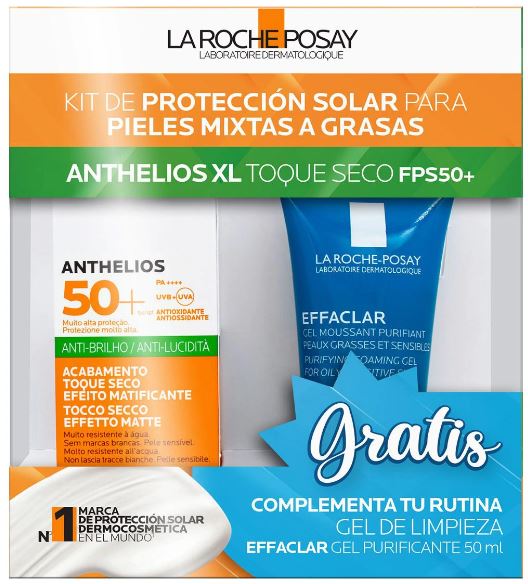 LA ROCHE POSAY
LABORATOIRE DERMATOLOGIQUE
KIT DE PROTECCIÓN SOLAR PARA
PIELES MIXTAS A GRASAS
ANTHELIOS XL TOQUE SECO FPS50+
ANTHELIOS
50+
PA ++++
UVB + UVA
ANTIOXIDANTE
ANTIOSSIDANTE
Muito alta proteção.
Protezione molto alta.
ANTI-BRILHO / ANTI-LUCIDITÀ
ACABAMENTO
TOQUE SECO
EFEITO MATIFICANTE
TOCCO SECCO
EFFETTO MATTE
Muito resistente à água.
Sem marcas brancas. Pele sensível.
Molto resistente all'acqua.
Non lascia tracce bianche. Pelle sensibile.
LA ROCHE-POSAY
LABORATOIRE DERMATOLOGIQUE
EFFACLAR
GEL MOUSSANT PURIFIANT
PEAUX GRASSES ET SENSIBLES
PURIFYING FOAMING GEL
FOR OILY
gratis
COMPLEMENTA TU RUTINA
GEL DE LIMPIEZA
EFFACLAR GEL PURIFICANTE 50 ml
N°1 MARCA
DE PROTECCIÓN SOLAR
DERMOCOSMÉTICA
EN EL MUNDO¹